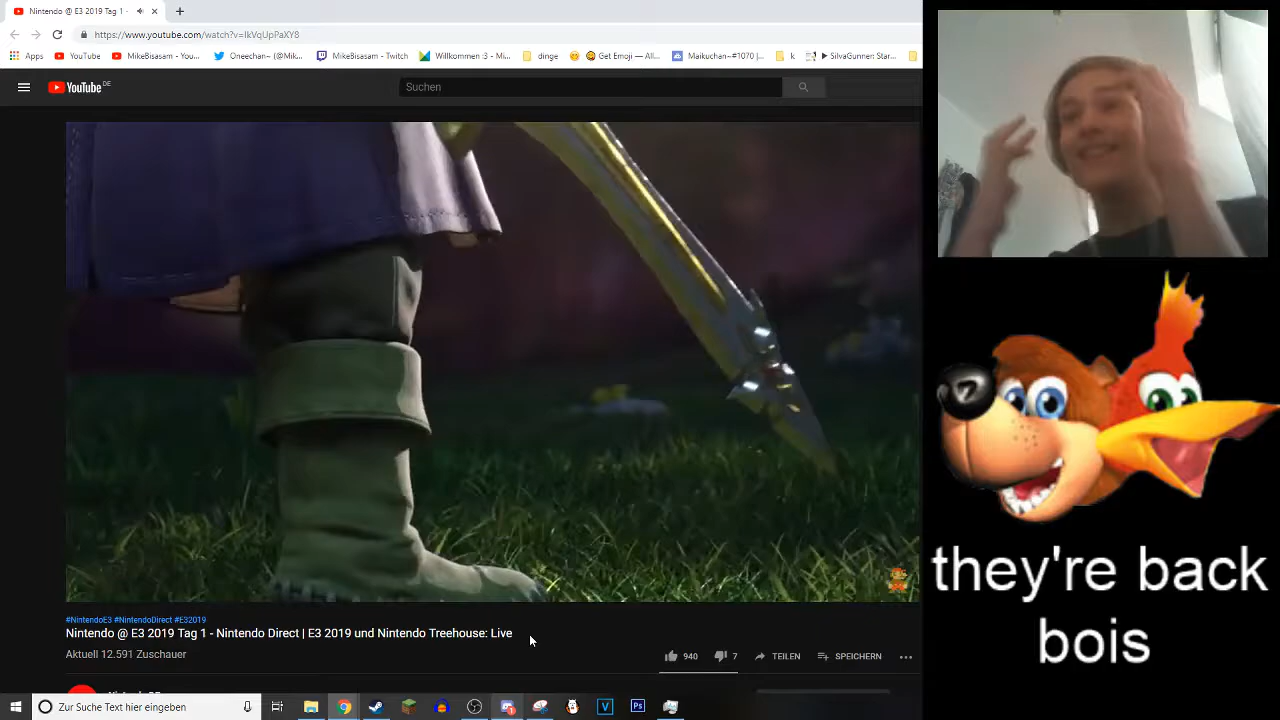 Nintendo @ E3 2019 Tag 1 -
https://www.youtube.com/watch?v=IkVqUpPaXY8
Apps YouTube MikeBisasam - You... Oneechan~ (@Mik... MikeBisasam - Twitch Willkommen :3 - Mi... dinge Get Emoji — All... Maikuchan~#1070 | ... k ► SilvaGunner: Star...
YouTube DE
Suchen
#NintendoE3 #NintendoDirect #E32019
Nintendo @ E3 2019 Tag 1 - Nintendo Direct | E3 2019 und Nintendo Treehouse: Live
Aktuell 12.591 Zuschauer
940 7 TEILEN SPEICHERN
Zur Suche Text hier eingeben
they're back
bois